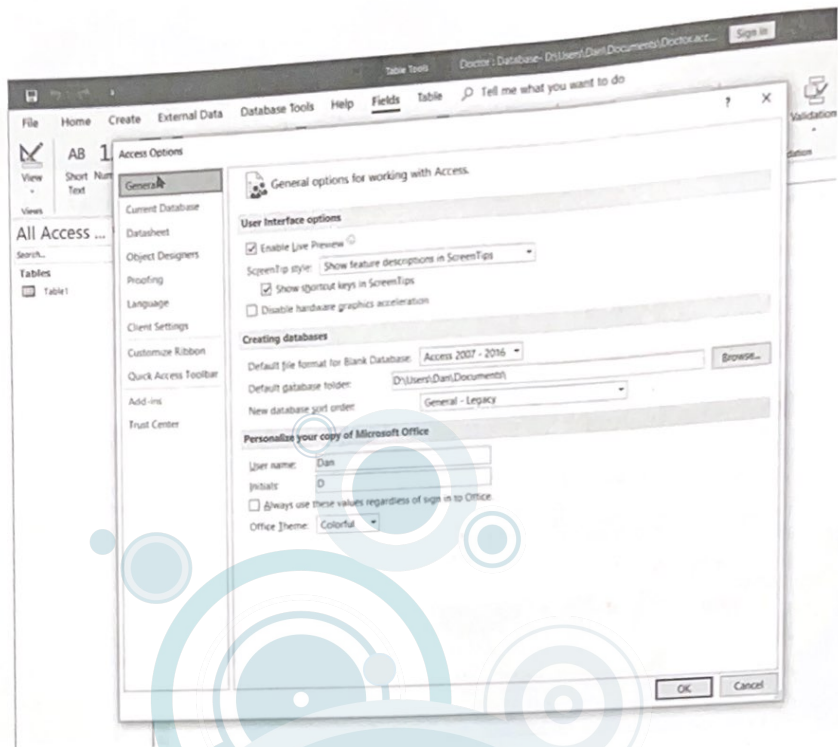 Table Tools Doctor : Database- D:\Users\Dan\Documents\Doctor.acc... Sign in
File Home Create External Data Database Tools Help Fields Table Tell me what you want to do
View
AB
Short Text
Views
Validation
All Access ...
Search...
Tables
Table1
Access Options ? ×
General
Current Database
Datasheet
Object Designers
Proofing
Language
Client Settings
Customize Ribbon
Quick Access Toolbar
Add-ins
Trust Center
General options for working with Access.
User Interface options
Enable Live Preview
ScreenTip style: Show feature descriptions in ScreenTips
Show shortcut keys in ScreenTips
Disable hardware graphics acceleration
Creating databases
Default file format for Blank Database: Access 2007 - 2016
Default database folder: D:\Users\Dan\Documents\ Browse...
New database sort order: General - Legacy
Personalize your copy of Microsoft Office
User name: Dan
Initials: D
Always use these values regardless of sign in to Office.
Office Theme: Colorful
OK Cancel